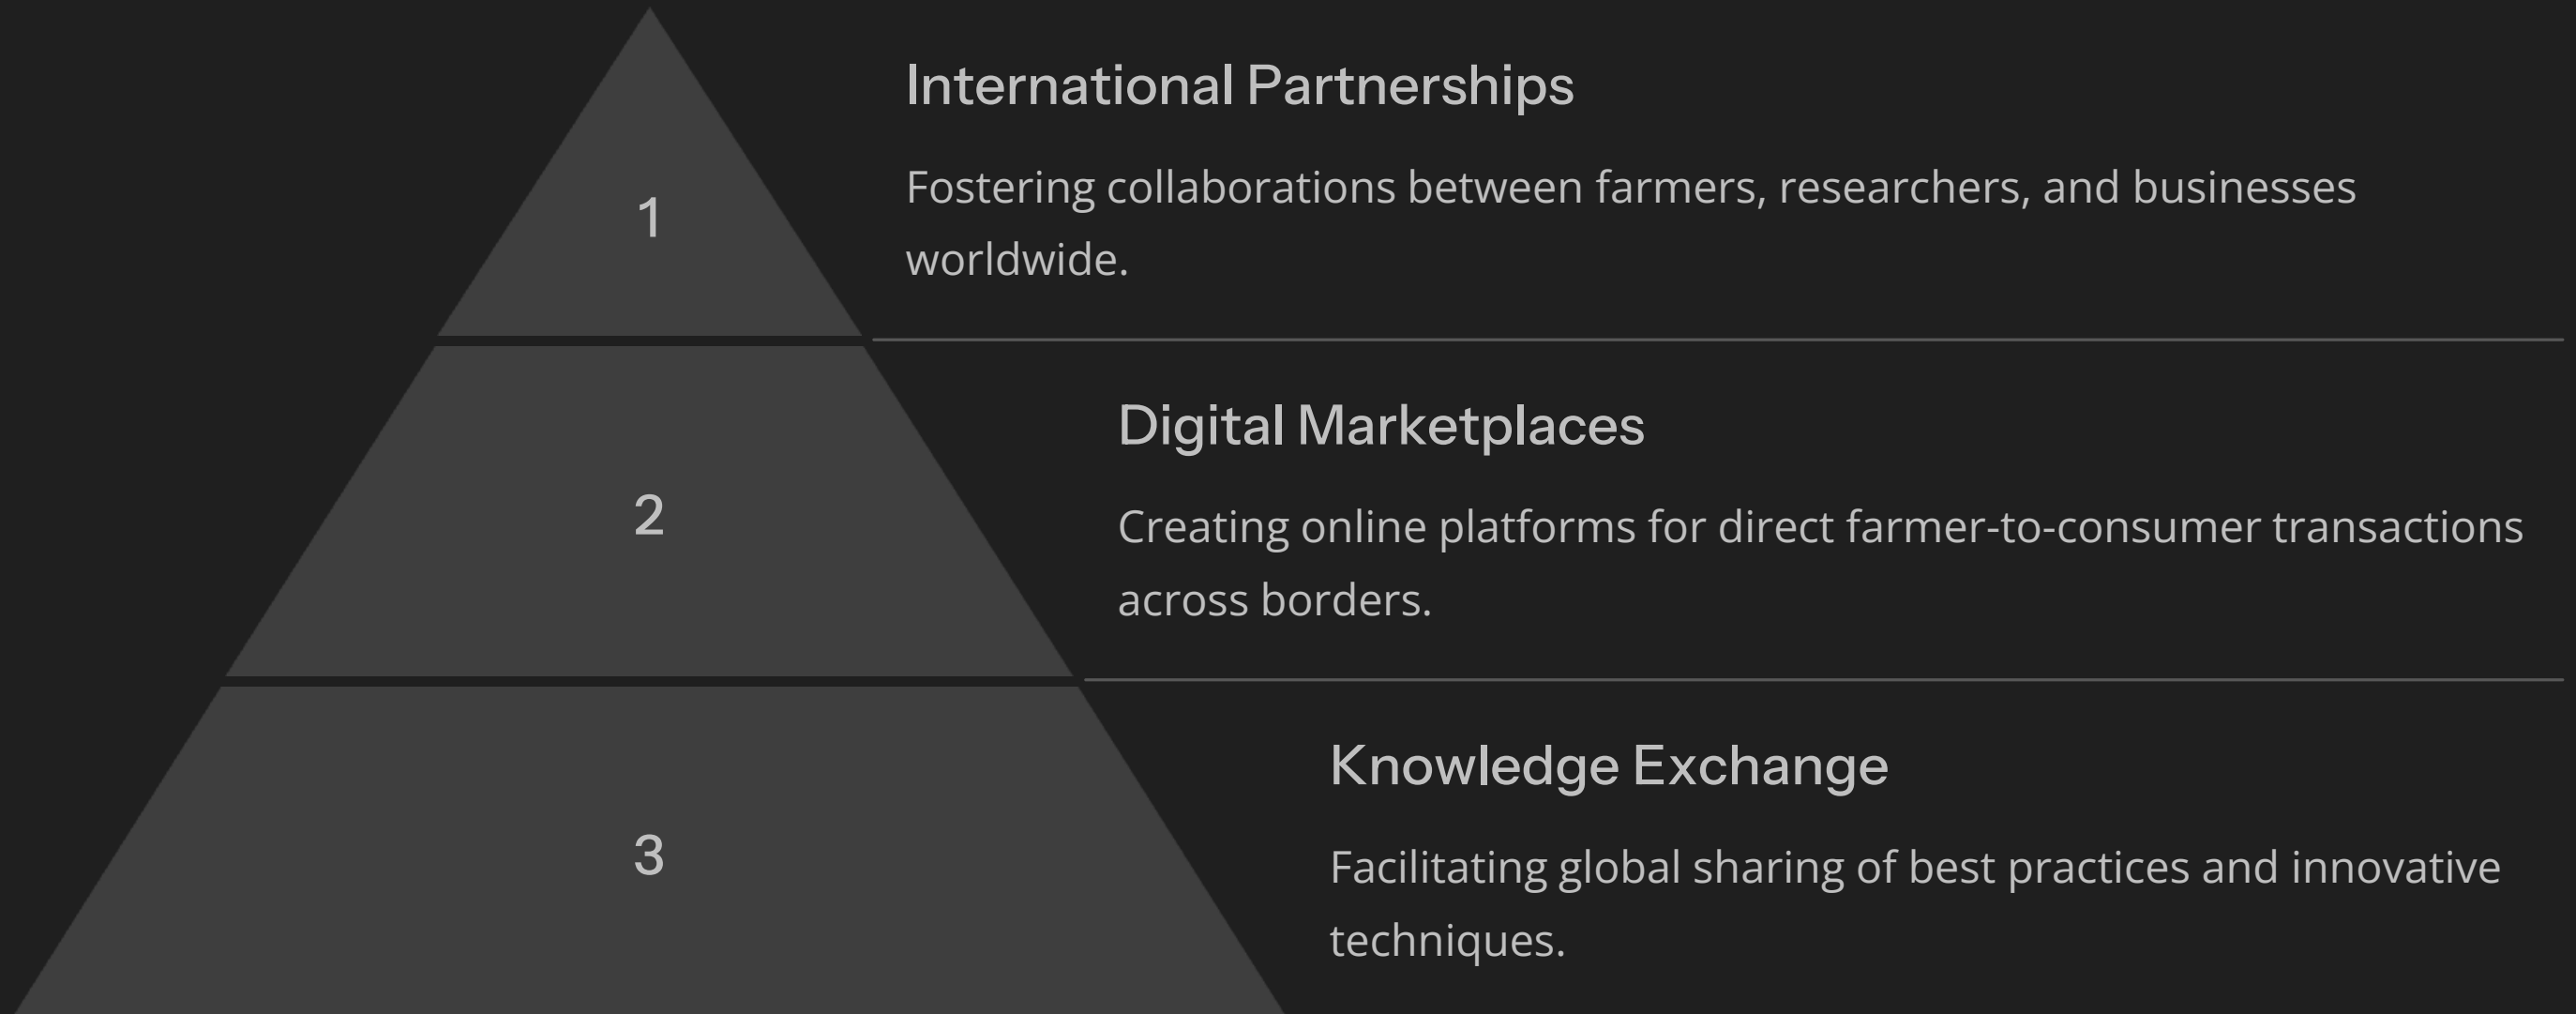 International Partnerships
Fostering collaborations between farmers, researchers, and businesses
worldwide.
1
Digital Marketplaces
Creating online platforms for direct farmer-to-consumer transactions
across borders.
2
Knowledge Exchange
Facilitating global sharing of best practices and innovative
techniques.
3